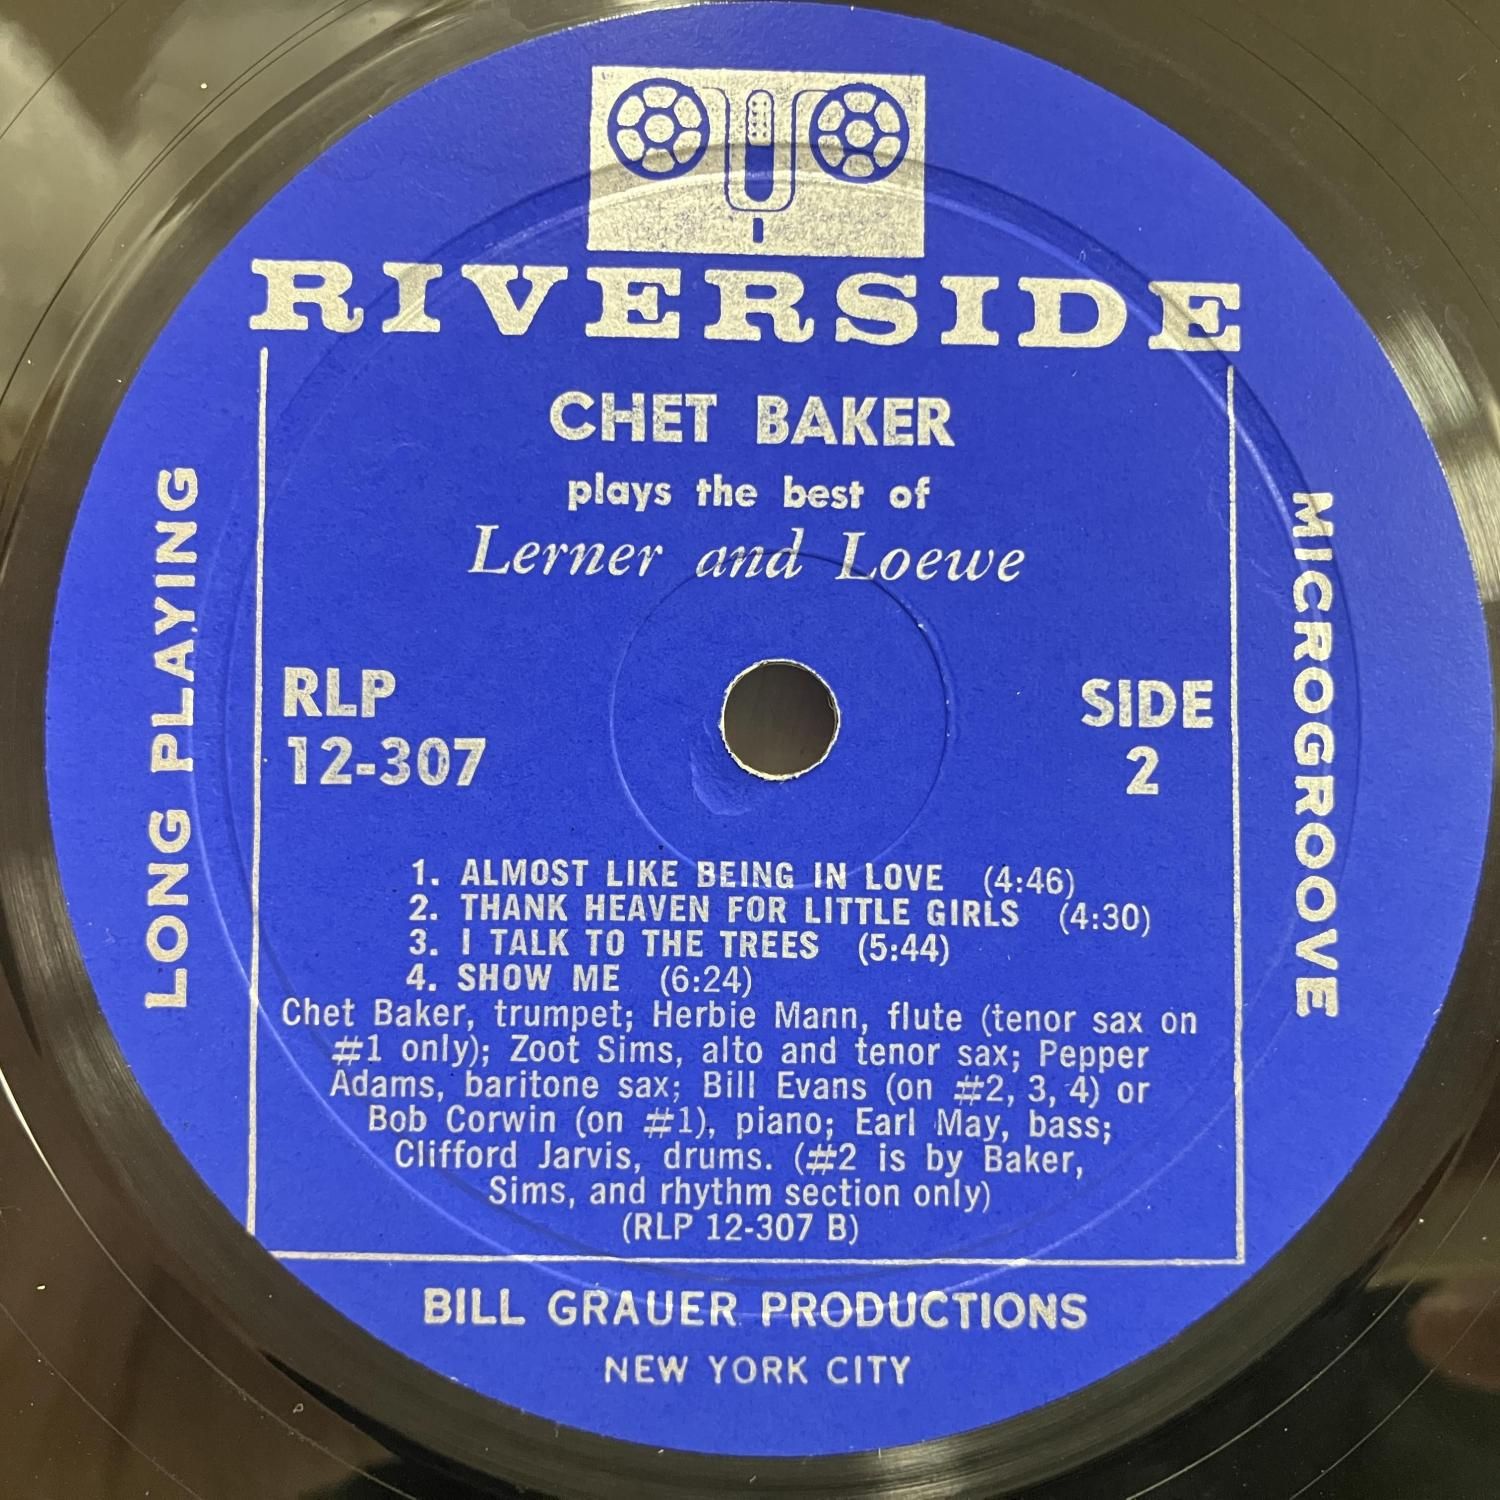 RIVERSIDE
CHET BAKER
plays the best of
Lerner and Loewe
LONG PLAYING
MICROGROOVE
RLP
12-307
SIDE
2
1. ALMOST LIKE BEING IN LOVE (4:46)
2. THANK HEAVEN FOR LITTLE GIRLS (4:30)
3. I TALK TO THE TREES (5:44)
4. SHOW ME (6:24)
Chet Baker, trumpet; Herbie Mann, flute (tenor sax on
#1 only); Zoot Sims, alto and tenor sax; Pepper
Adams, baritone sax; Bill Evans (on #2, 3, 4) or
Bob Corwin (on #1), piano; Earl May, bass;
Clifford Jarvis, drums. (#2 is by Baker,
Sims, and rhythm section only)
(RLP 12-307 B)
BILL GRAUER PRODUCTIONS
NEW YORK CITY